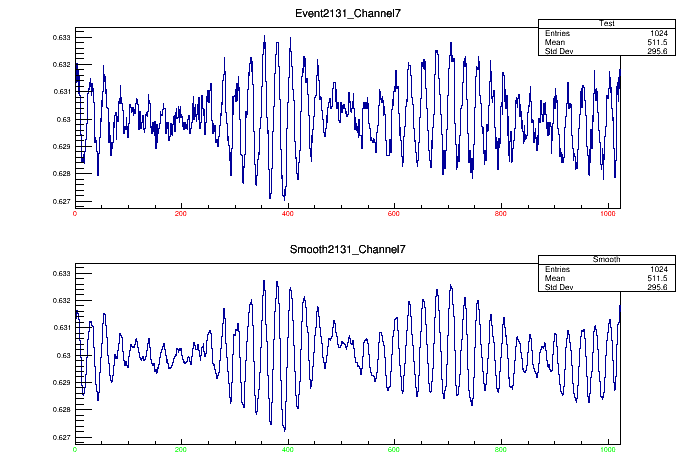 Event2131_Channel7
Test
Entries 1024
Mean 511.5
Std Dev 295.6
0.633
0.632
0.631
0.63
0.629
0.628
0.627
0 200 400 600 800 1000
Smooth2131_Channel7
Smooth
Entries 1024
Mean 511.5
Std Dev 295.6
0.633
0.632
0.631
0.63
0.629
0.628
0.627
0 200 400 600 800 1000